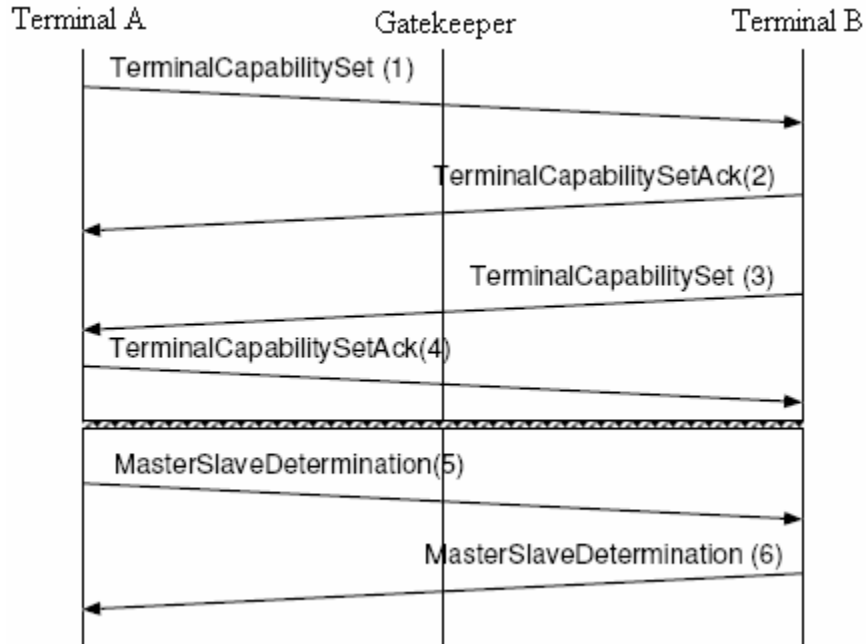 Terminal A Gatekeeper Terminal B
TerminalCapabilitySet (1)
TerminalCapabilitySetAck(2)
TerminalCapabilitySet (3)
TerminalCapabilitySetAck(4)
MasterSlaveDetermination(5)
MasterSlaveDetermination (6)